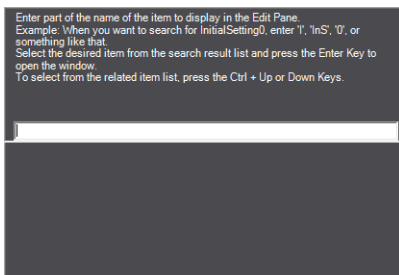 Enter part of the name of the item to display in the Edit Pane.
Example: When you want to search for InitialSetting0, enter 'I', 'InS', '0', or
something like that.
Select the desired item from the search result list and press the Enter Key to
open the window.
To select from the related item list, press the Ctrl + Up or Down Keys.